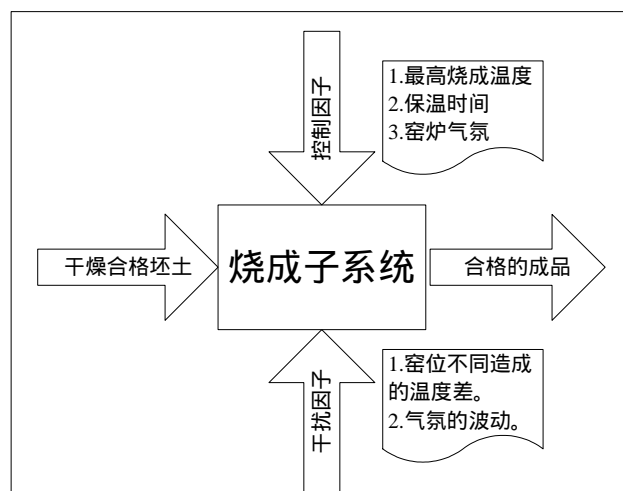 控制因子
1.最高烧成温度
2.保温时间
3.窑炉气氛
干燥合格坯土
烧成子系统
合格的成品
干扰因子
1.窑位不同造成
的温度差。
2.气氛的波动。